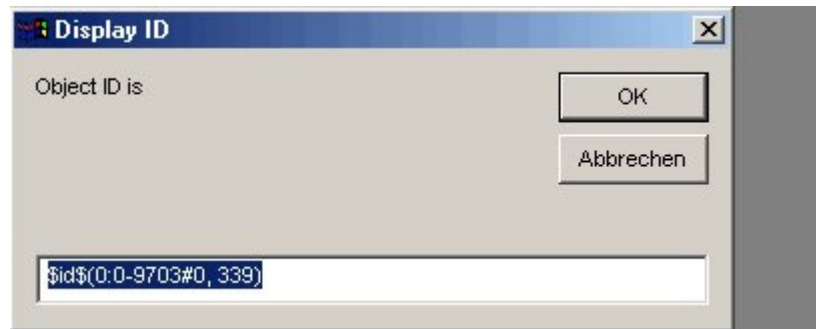 Display ID
Object ID is
OK
Abbrechen
$id$(0:0-9703#0, 339)